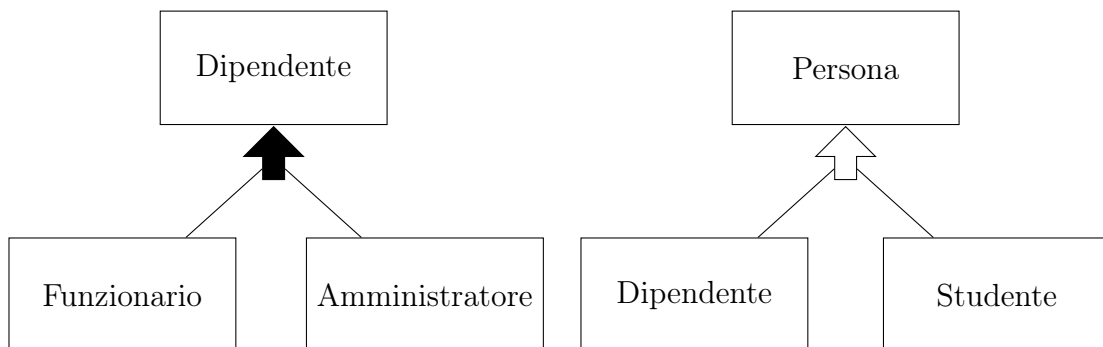 Dipendente
Persona
Funzionario
Amministratore
Dipendente
Studente